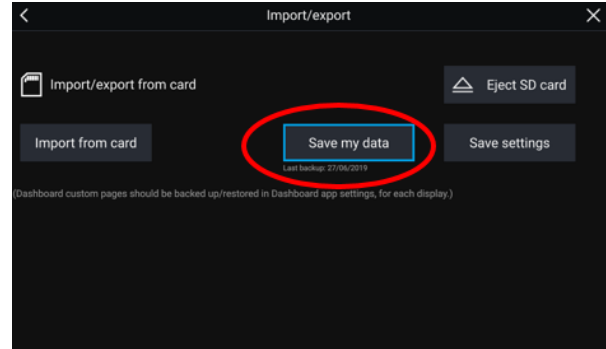 Import/export
Import/export from card
Eject SD card
Import from card
Save my data
Save settings
Last backup: 27/06/2019
(Dashboard custom pages should be backed up/restored in Dashboard app settings, for each display.)